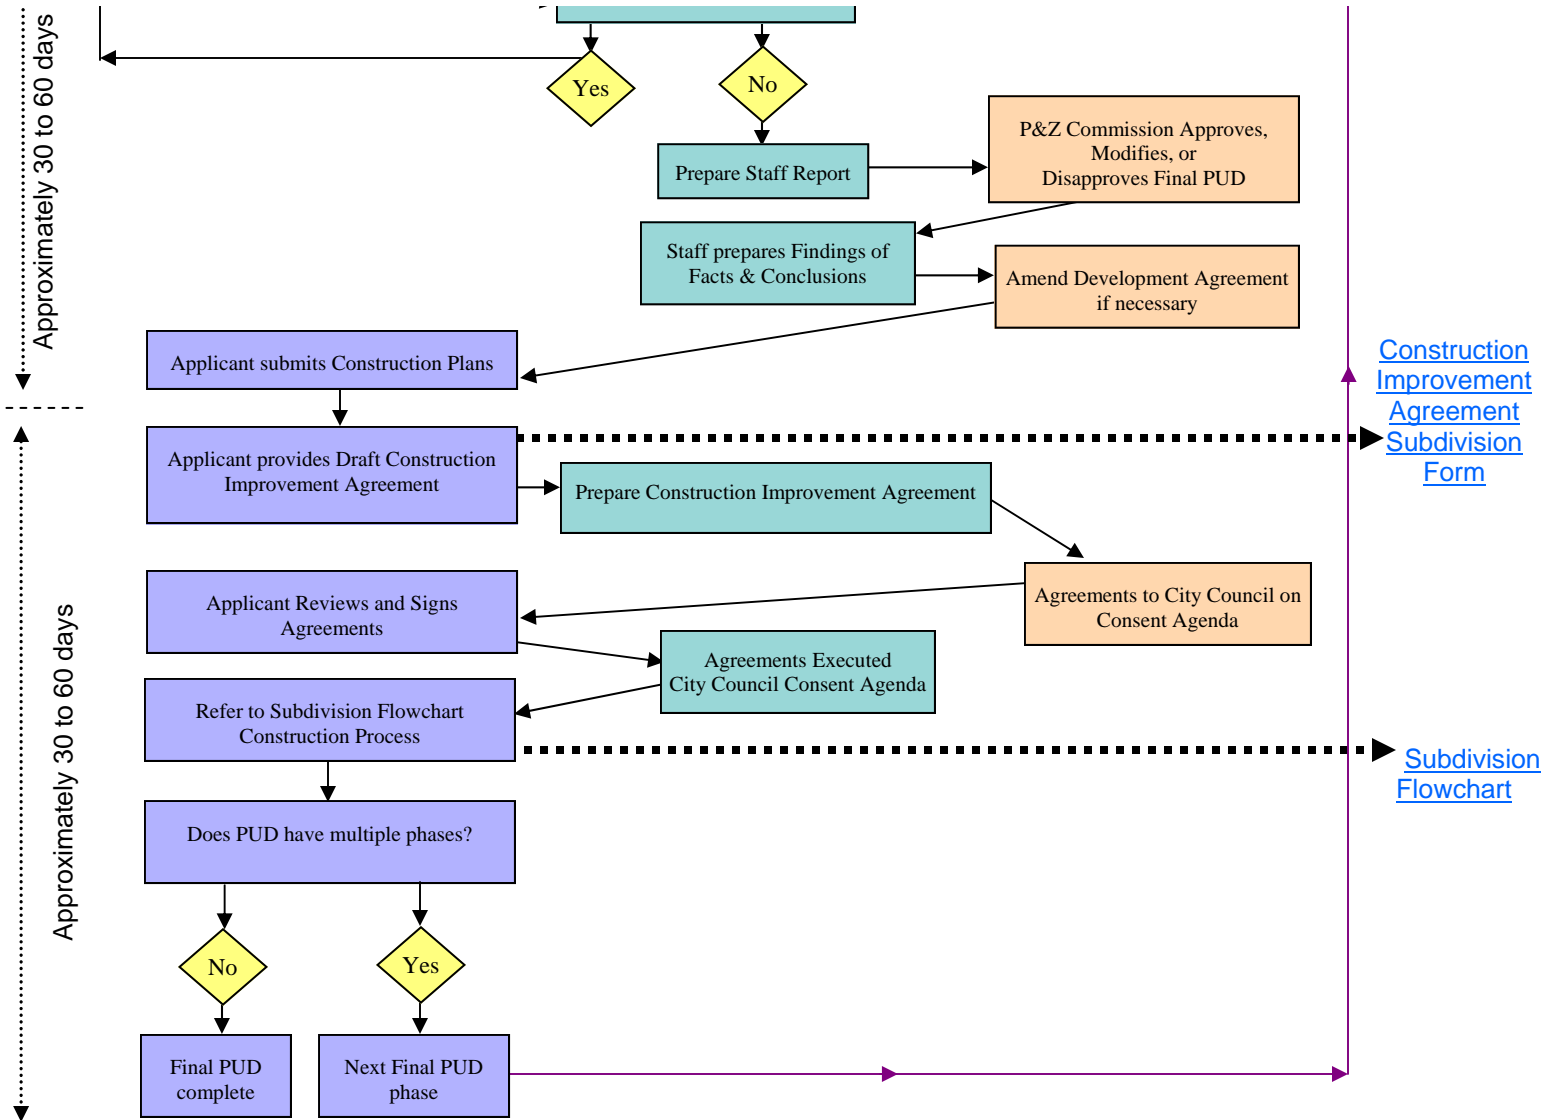 Approximately 30 to 60 days
Yes
No
Prepare Staff Report
P&Z Commission Approves,
Modifies, or
Disapproves Final PUD
Staff prepares Findings of
Facts & Conclusions
Amend Development Agreement
if necessary
Applicant submits Construction Plans
Construction
Improvement
Agreement
Subdivision
Form
Applicant provides Draft Construction
Improvement Agreement
Prepare Construction Improvement Agreement
Approximately 30 to 60 days
Agreements to City Council on
Consent Agenda
Applicant Reviews and Signs
Agreements
Agreements Executed
City Council Consent Agenda
Refer to Subdivision Flowchart
Construction Process
Subdivision
Flowchart
Does PUD have multiple phases?
No
Yes
Final PUD
complete
Next Final PUD
phase